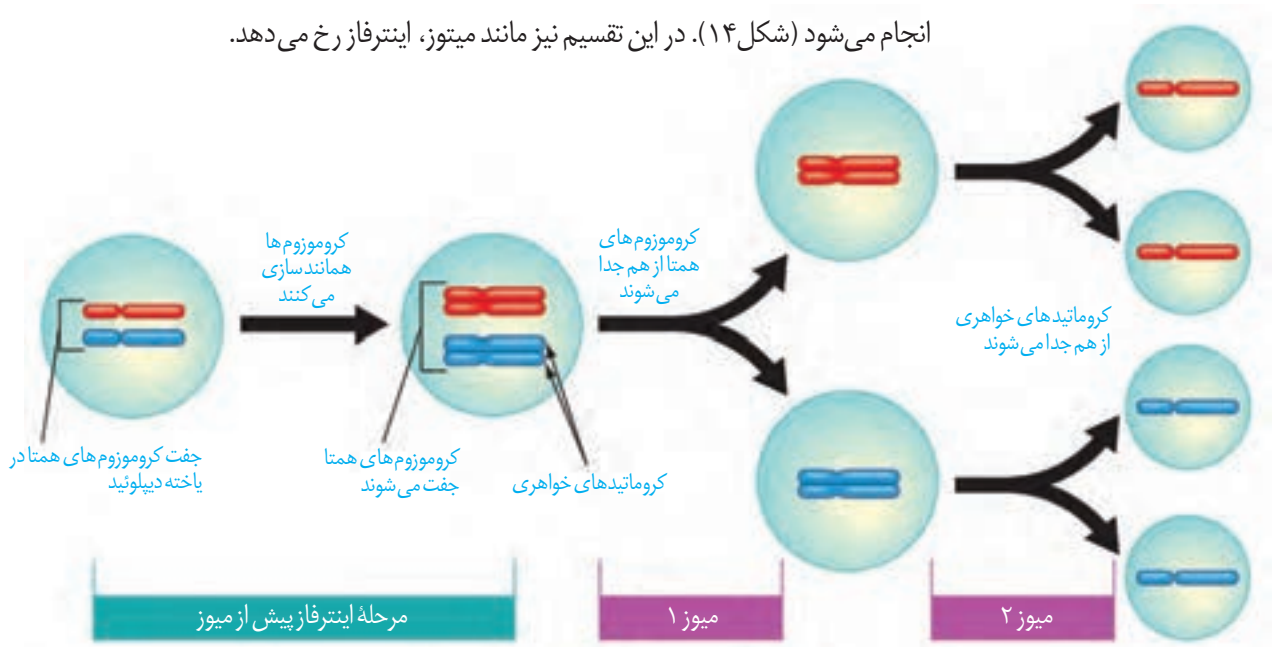 انجام می‌شود (شکل۱۴). در این تقسیم نیز مانند میتوز، اینترفاز رخ می‌دهد.
کروموزوم‌ها
همانندسازی
می‌کنند
کروموزوم‌های
همتا از هم جدا
می‌شوند
کروماتیدهای خواهری
از هم جدا می‌شوند
جفت کروموزوم‌های همتا در
یاخته دیپلوئید
کروموزوم‌های همتا
جفت می‌شوند
کروماتیدهای خواهری
مرحلۀ اینترفاز پیش از میوز
میوز ۱
میوز ۲